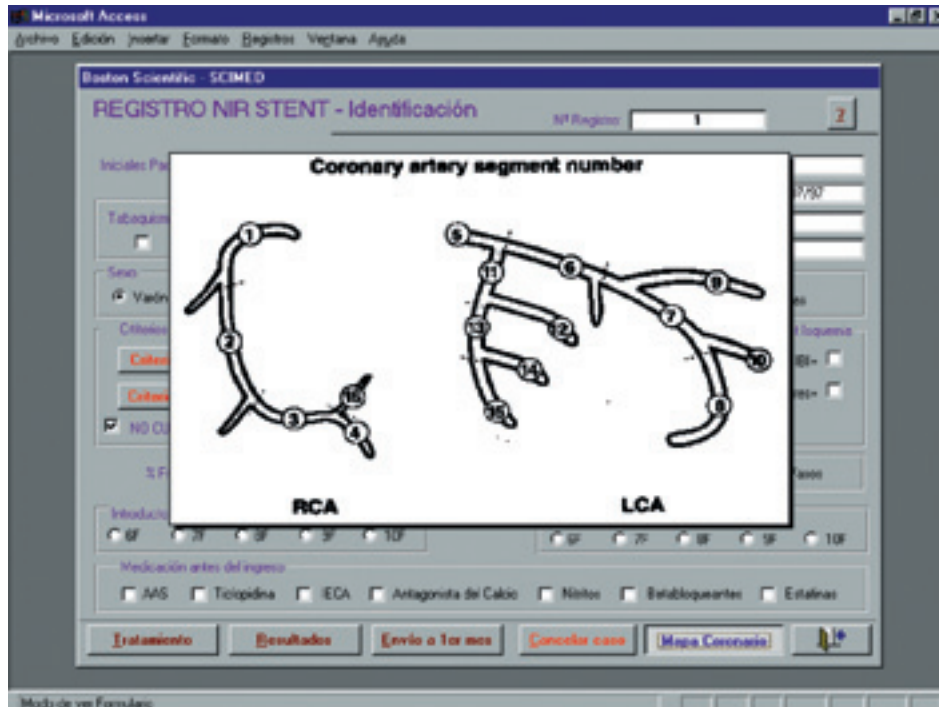 Microsoft Access
Archivo Edición Insertar Formato Registros Ventana Ayuda
Boston Scientific - SCIMED
REGISTRO NIR STENT - Identificación
Nº Registro: 1 ?
Iniciales
Coronary artery segment number
Tabaquismo
Sexo
Varón
Criterios
NO
1
2
3
4
16
5
6
7
8
9
10
11
12
13
14
15
RCA LCA
6F 7F 8F 9F 10F
6F 7F 8F 9F 10F
Medicación antes del ingreso
AAS Ticlopidina IECA Antagonista del Calcio Nitritos Betabloqueantes Estatinas
Tratamiento Resultados Envío a 1er mes Cancelar caso Mapa Coronario
Modo de ver Formulario